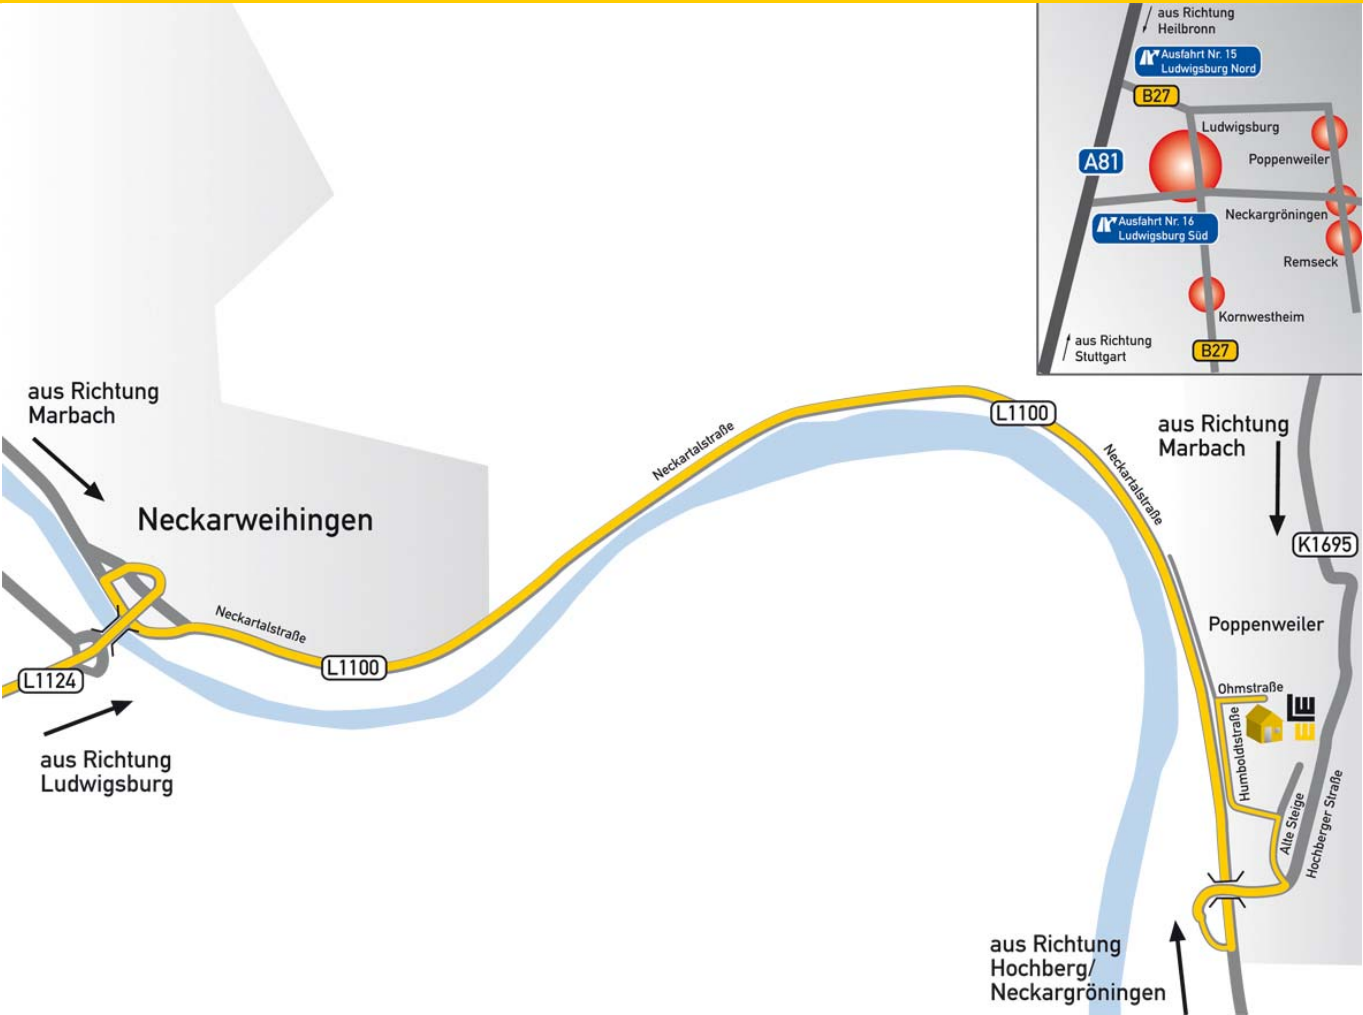 aus Richtung
Heilbronn
Ausfahrt Nr. 15
Ludwigsburg Nord
B27
Ludwigsburg
Poppenweiler
A81
Neckargröningen
Ausfahrt Nr. 16
Ludwigsburg Süd
Remseck
Kornwestheim
aus Richtung
Stuttgart
B27
aus Richtung
Marbach
Neckarweihingen
Neckartalstraße
L1100
L1124
aus Richtung
Ludwigsburg
Neckartalstraße
L1100
Neckartalstraße
aus Richtung
Marbach
K1695
Poppenweiler
Ohmstraße
Humboldtstraße
ELE
Alte Steige
Hochberger Straße
aus Richtung
Hochberg/
Neckargröningen